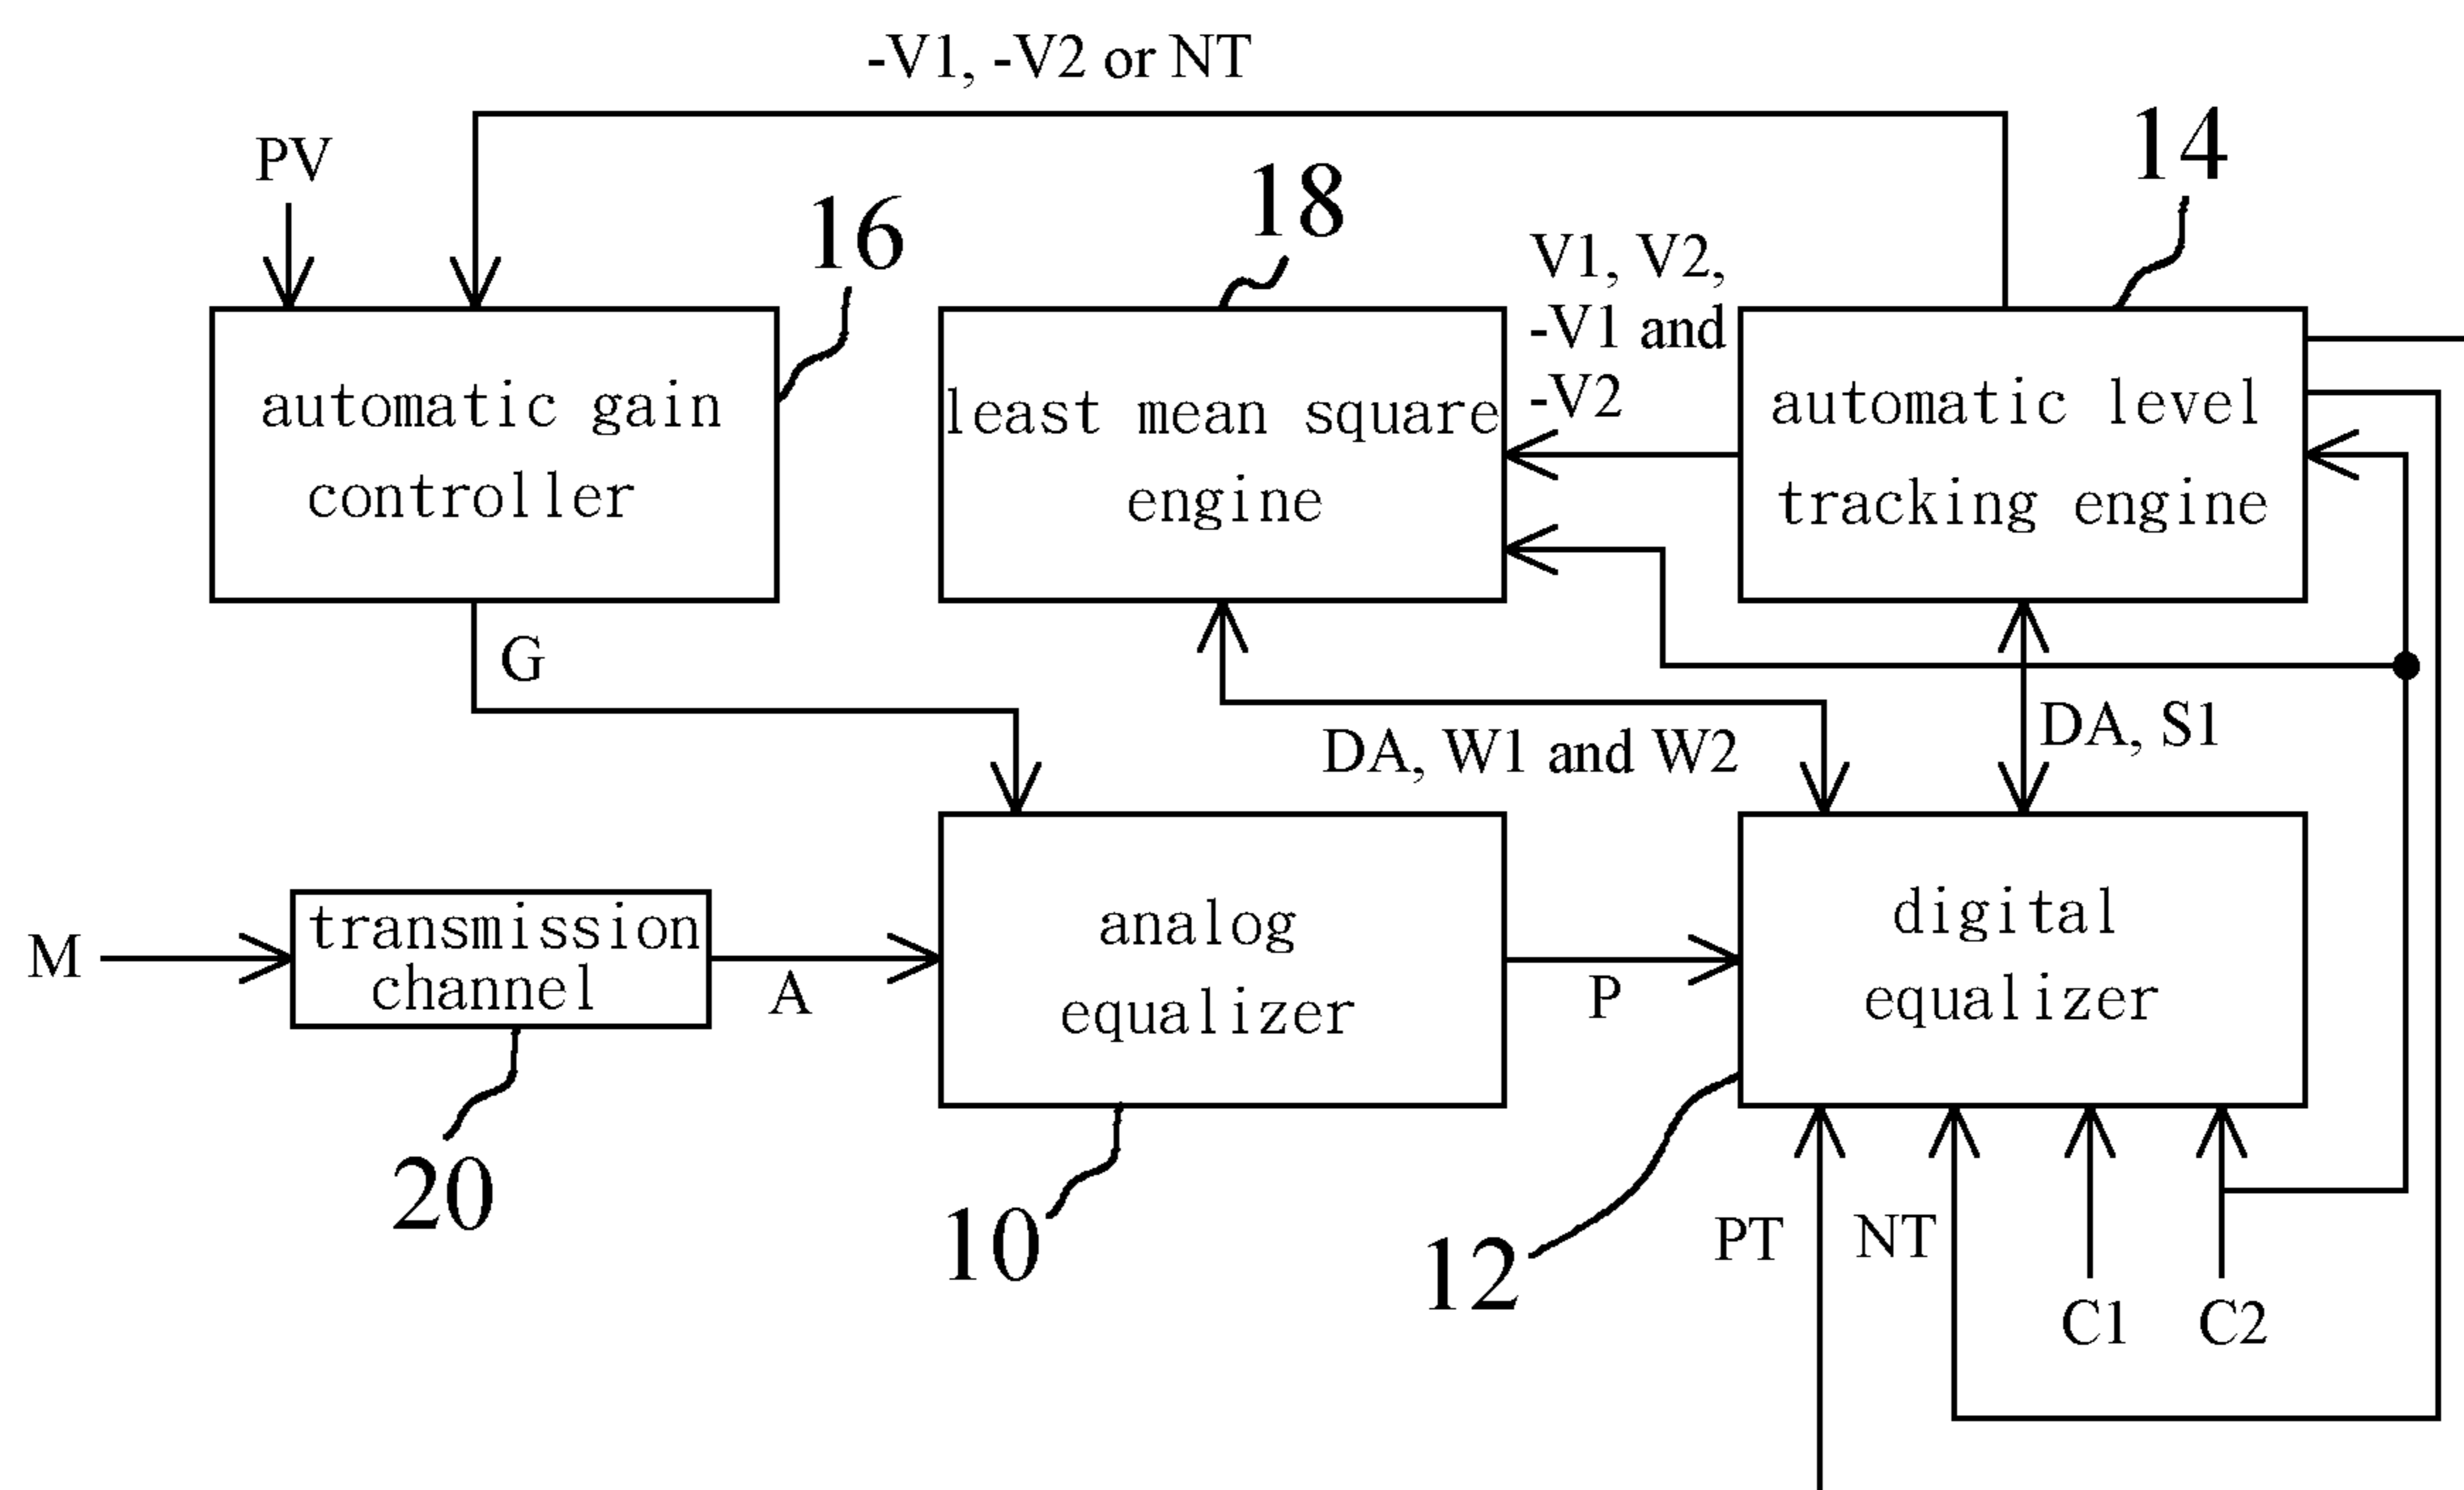 -V1, -V2 or NT
PV
16
18
14
V1, V2,
-V1 and
-V2
automatic gain
controller
least mean square
engine
automatic level
tracking engine
G
DA, W1 and W2
DA, S1
M
transmission
channel
A
analog
equalizer
P
digital
equalizer
20
10
12
PT
NT
C1
C2